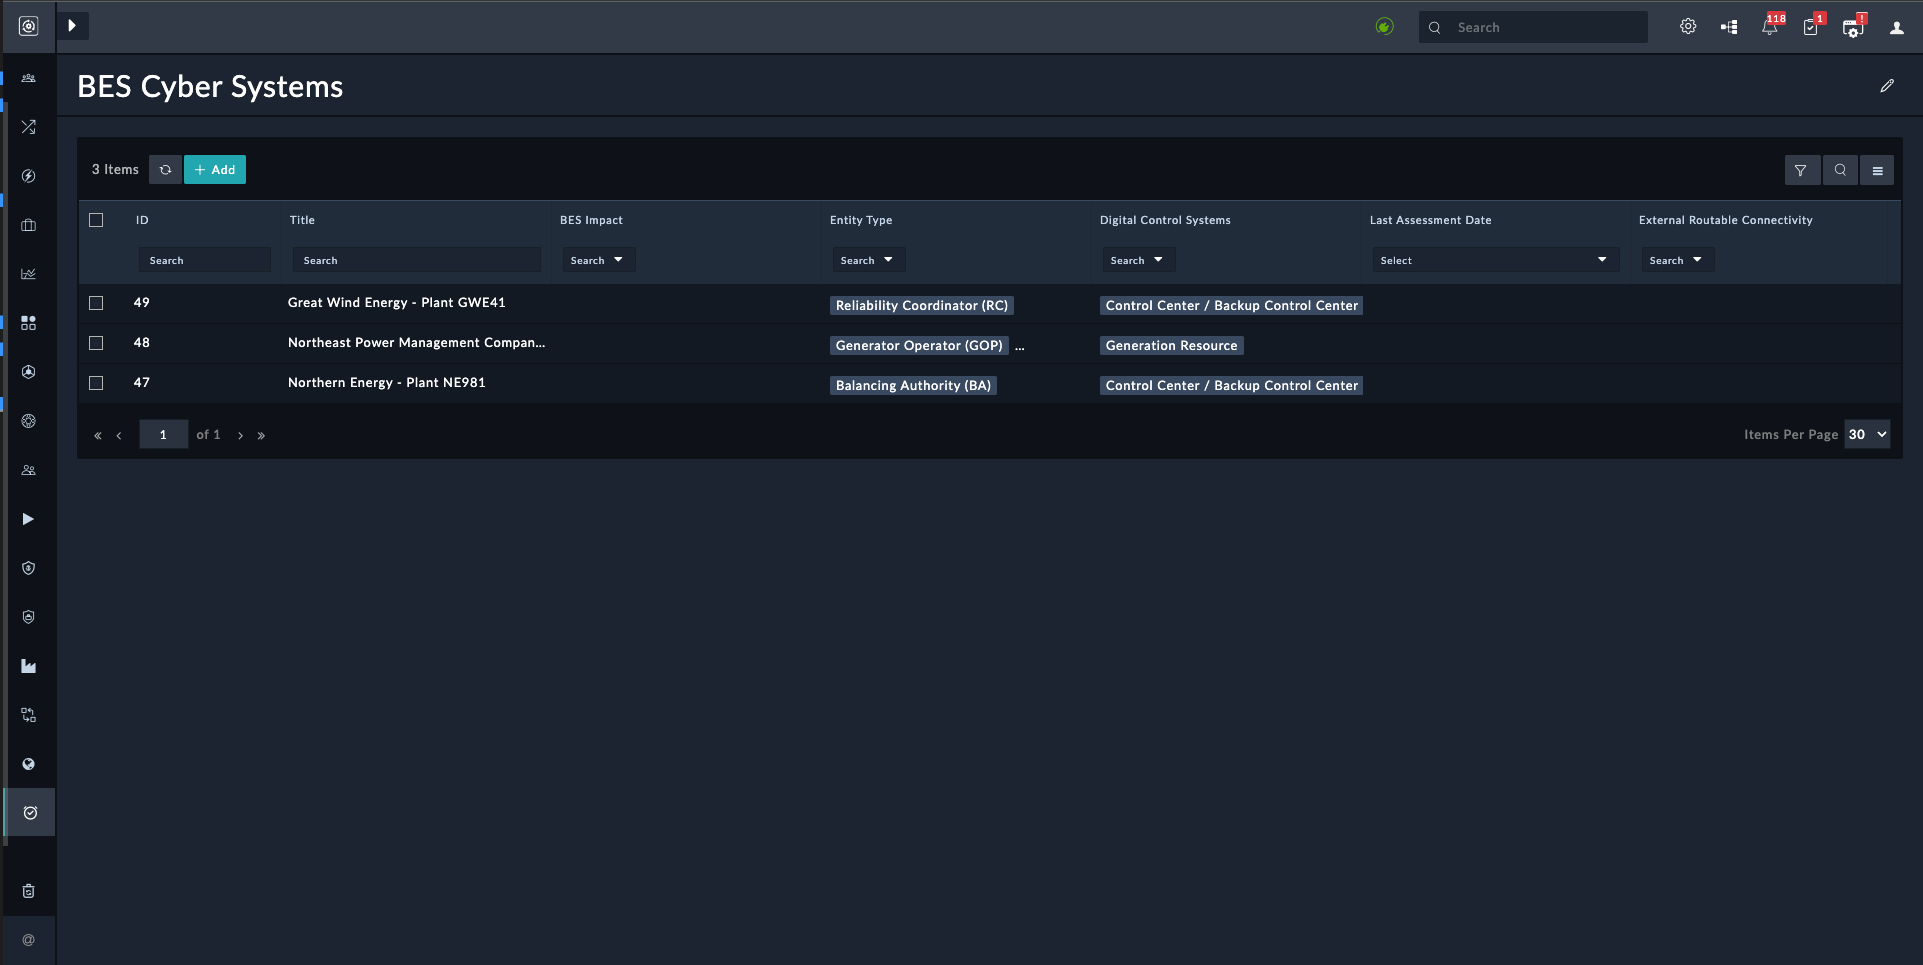 Search
118
1
!
BES Cyber Systems
3 Items
+ Add
ID Title BES Impact Entity Type Digital Control Systems Last Assessment Date External Routable Connectivity
Search Search Search Search Search Select Search
49 Great Wind Energy - Plant GWE41 Reliability Coordinator (RC) Control Center / Backup Control Center
48 Northeast Power Management Compan... Generator Operator (GOP) ... Generation Resource
47 Northern Energy - Plant NE981 Balancing Authority (BA) Control Center / Backup Control Center
« ‹ 1 of 1 › » Items Per Page 30
@